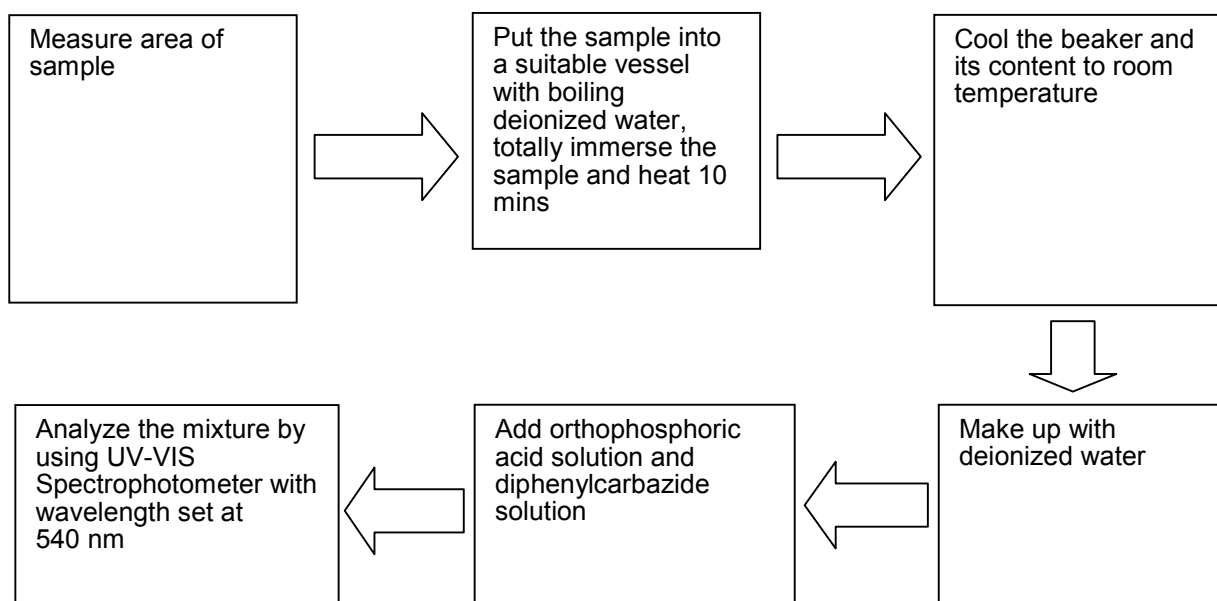 Measure area of
sample
Put the sample into
a suitable vessel
with boiling
deionized water,
totally immerse the
sample and heat 10
mins
Cool the beaker and
its content to room
temperature
Make up with
deionized water
Add orthophosphoric
acid solution and
diphenylcarbazide
solution
Analyze the mixture by
using UV-VIS
Spectrophotometer with
wavelength set at
540 nm